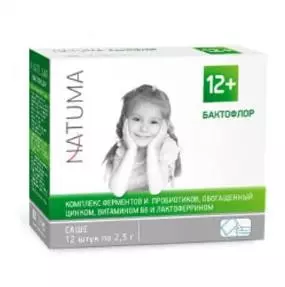 12+
БАКТОФЛОР
NATUMA
КОМПЛЕКС ФЕРМЕНТОВ И ПРОБИОТИКОВ, ОБОГАЩЕННЫЙ
ЦИНКОМ, ВИТАМИНОМ В6 И ЛАКТОФЕРРИНОМ
САШЕ
12 ШТУК ПО 2,5 г